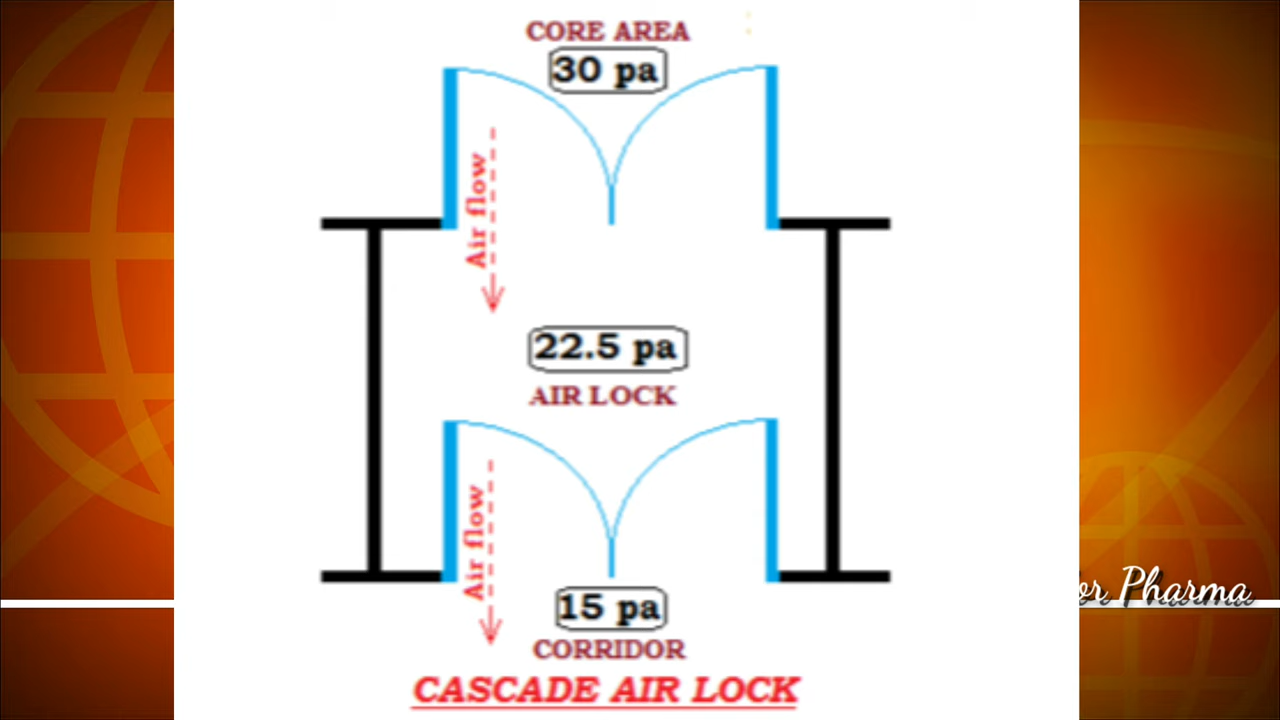 CORE AREA
30 pa
Air flow
22.5 pa
AIR LOCK
Air flow
15 pa
CORRIDOR
CASCADE AIR LOCK
Pharma